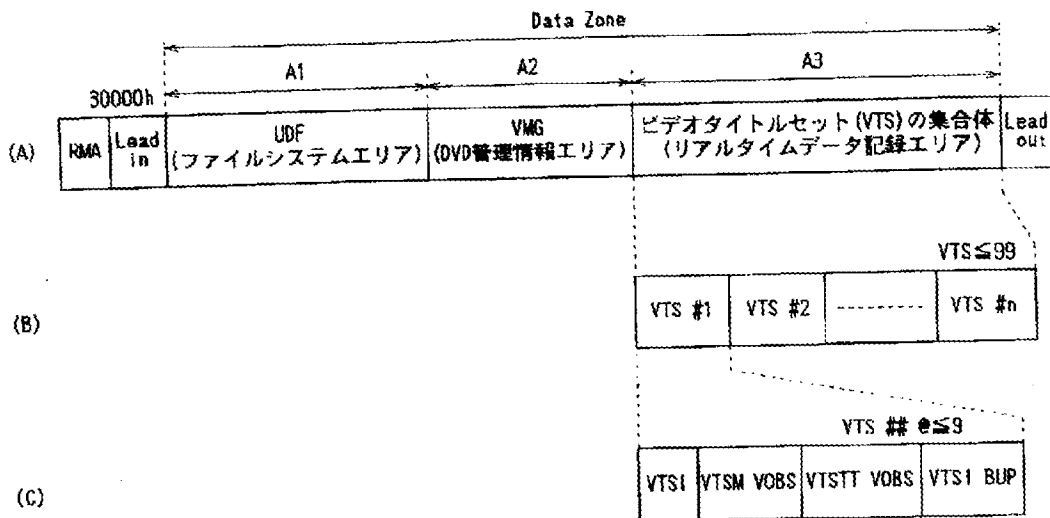 Data Zone
A1 A2 A3
30000h
(A)
RMA
Lead
in
UDF
(ファイルシステムエリア)
VMG
(DVD管理情報エリア)
ビデオタイトルセット(VTS)の集合体
(リアルタイムデータ記録エリア)
Lead
out
VTS≦99
(B)
VTS #1 VTS #2 VTS #n
VTS ## @≦9
(C)
VTSI VTSM VOBS VTSTT VOBS VTSI BUP